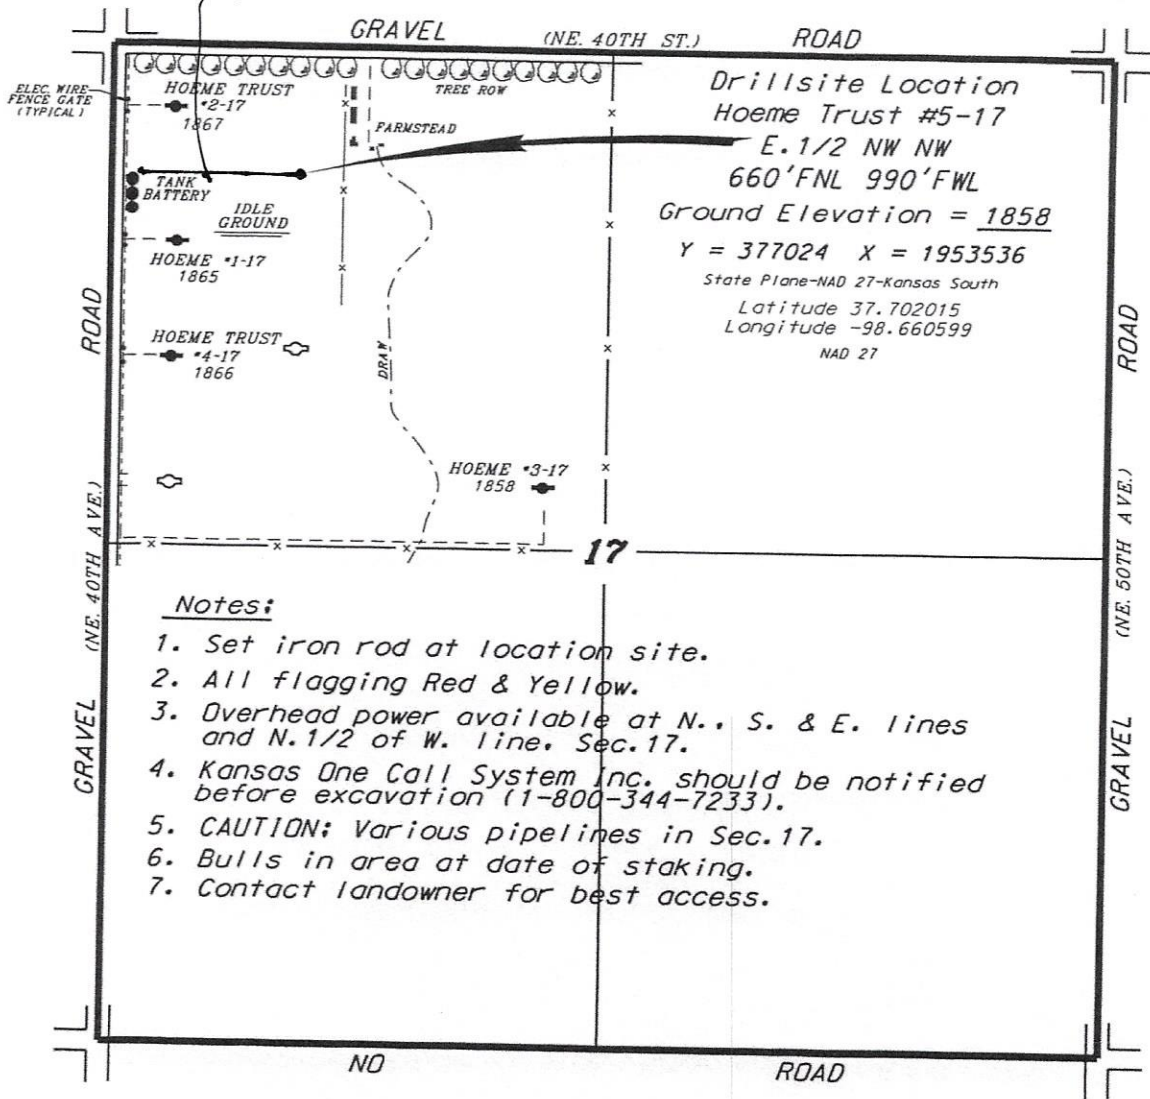 GRAVEL (NE. 40TH ST.) ROAD
ELEC. WIRE
FENCE GATE
(TYPICAL)
HOEME TRUST
*2-17
1867
TREE ROW
FARMSTEAD
TANK
BATTERY
IDLE
GROUND
HOEME *1-17
1865
HOEME TRUST
*4-17
1866
DRAW
HOEME *3-17
1858
Drillsite Location
Hoeme Trust #5-17
E.1/2 NW NW
660'FNL 990'FWL
Ground Elevation = 1858
Y = 377024 X = 1953536
State Plane-NAD 27-Kansas South
Latitude 37.702015
Longitude -98.660599
NAD 27
17
GRAVEL (NE. 40TH AVE.) ROAD
GRAVEL (NE. 50TH AVE.) ROAD
Notes:
1. Set iron rod at location site.
2. All flagging Red & Yellow.
3. Overhead power available at N., S. & E. lines
and N.1/2 of W. line. Sec.17.
4. Kansas One Call System Inc. should be notified
before excavation (1-800-344-7233).
5. CAUTION: Various pipelines in Sec.17.
6. Bulls in area at date of staking.
7. Contact landowner for best access.
NO ROAD